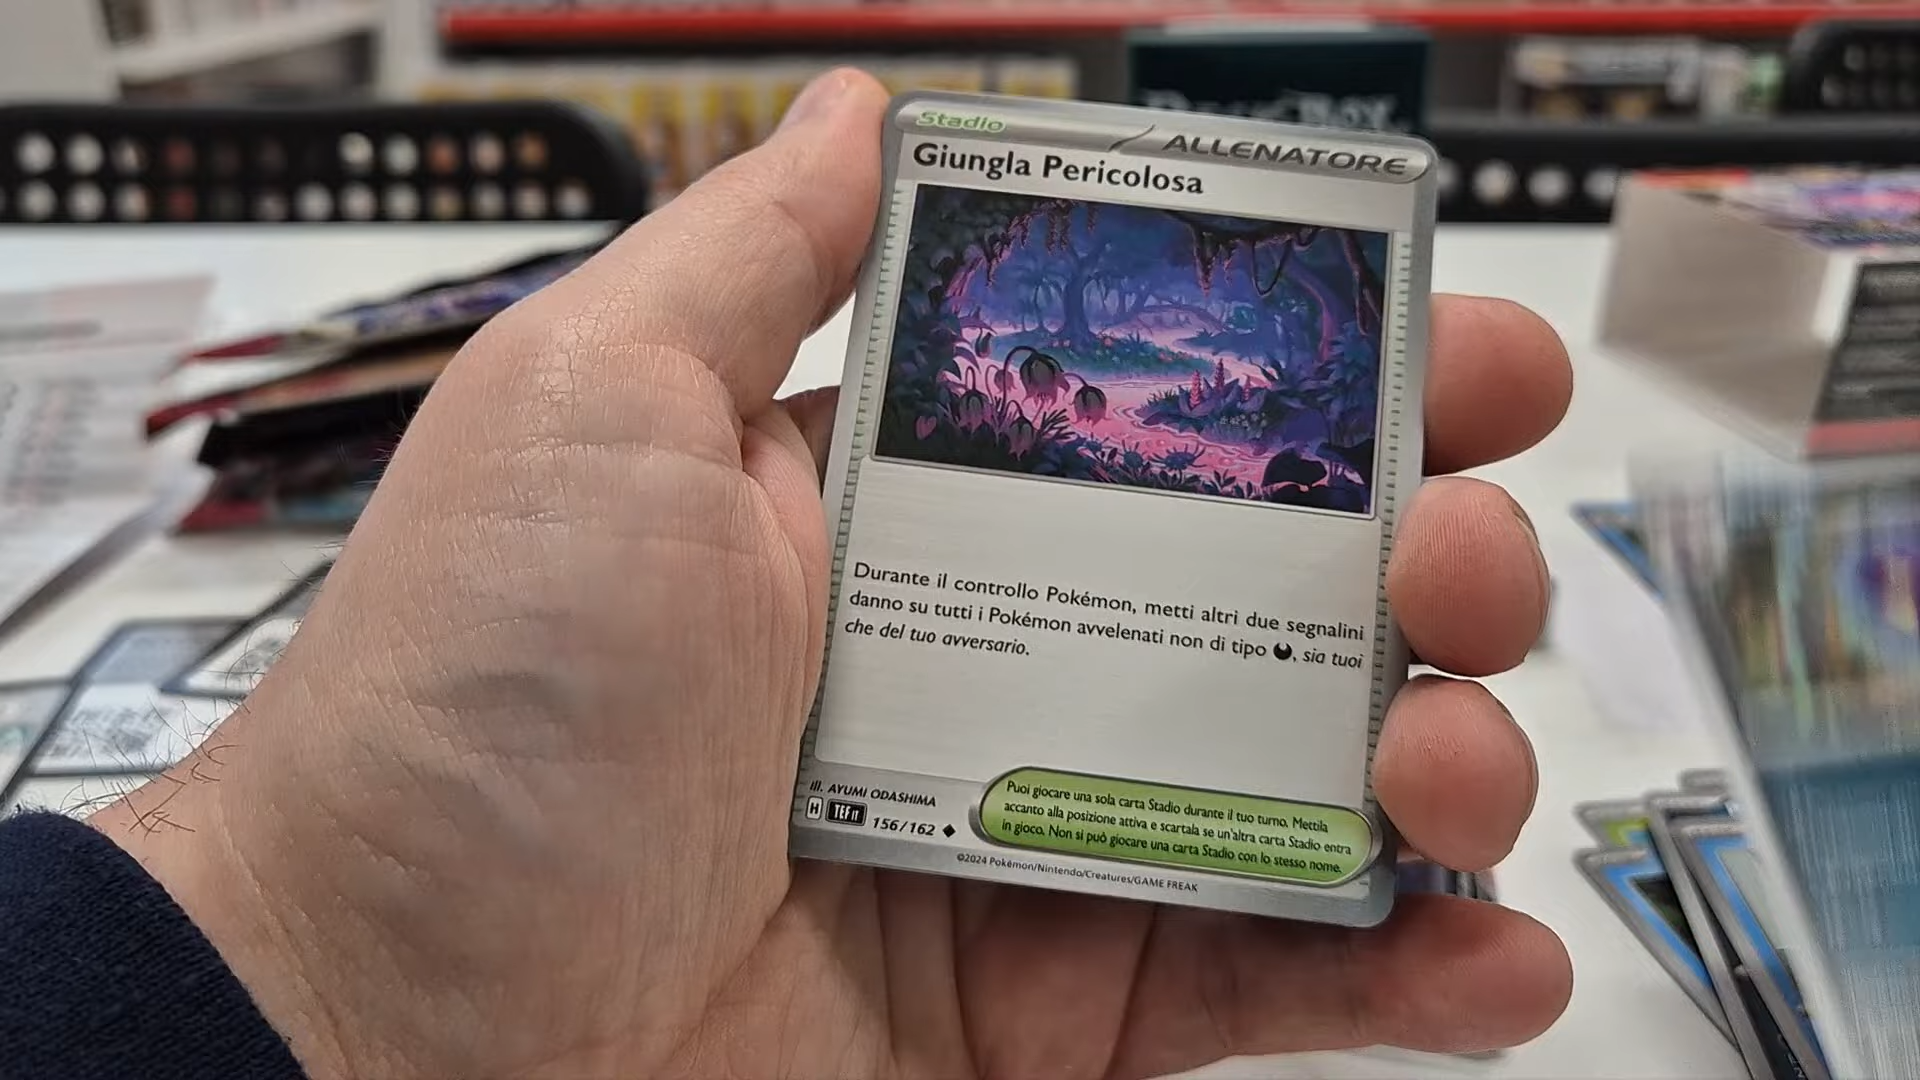 Stadio
ALLENATORE
Giungla Pericolosa
Durante il controllo Pokémon, metti altri due segnalini
danno su tutti i Pokémon avvelenati non di tipo , sia tuoi
che del tuo avversario.
Ill. AYUMI ODASHIMA
H TEF IT 156/162
Puoi giocare una sola carta Stadio durante il tuo turno. Mettila
accanto alla posizione attiva e scartala se un'altra carta Stadio entra
in gioco. Non si può giocare una carta Stadio con lo stesso nome.
©2024 Pokémon/Nintendo/Creatures/GAME FREAK